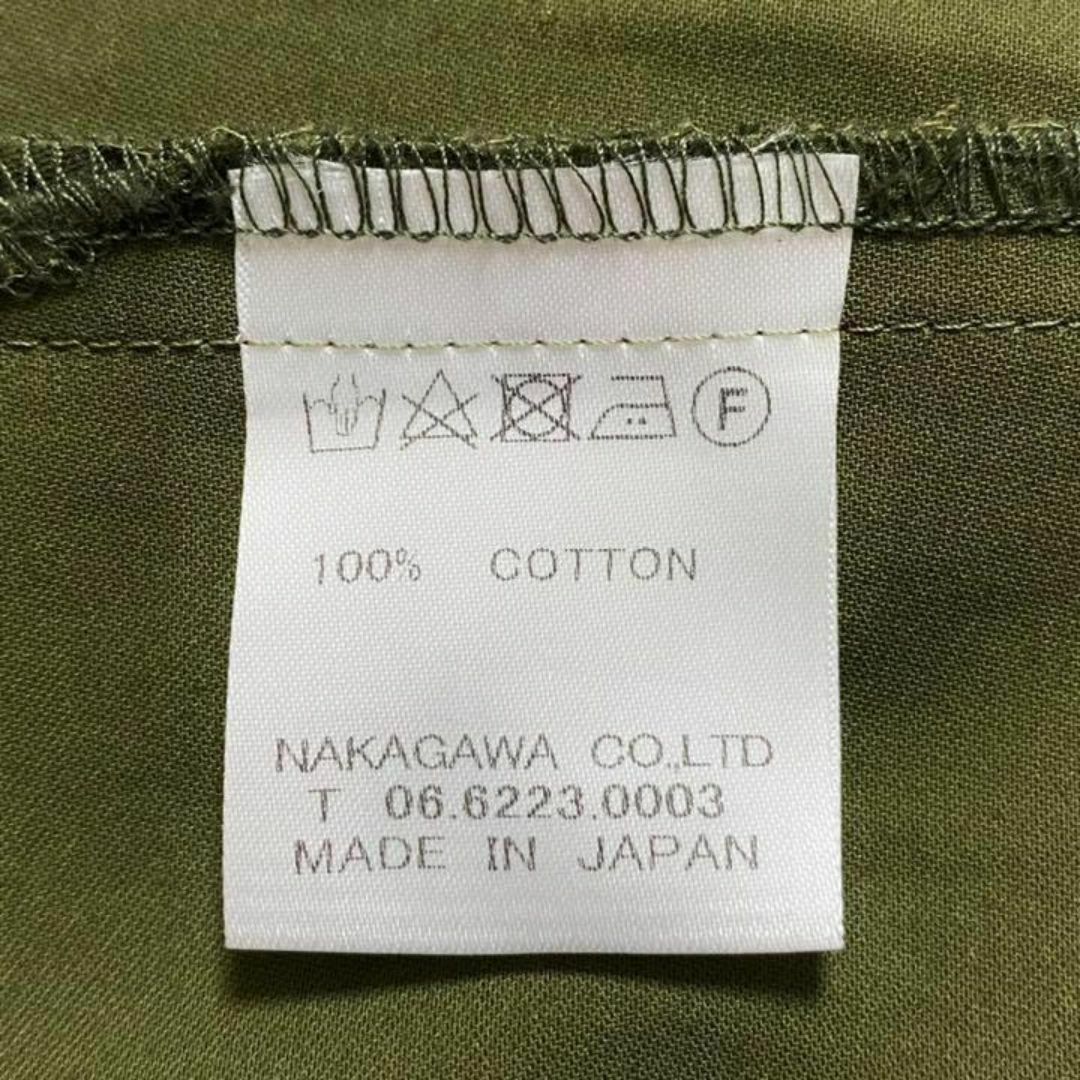 F
100% COTTON
NAKAGAWA CO.,LTD
T 06.6223.0003
MADE IN JAPAN